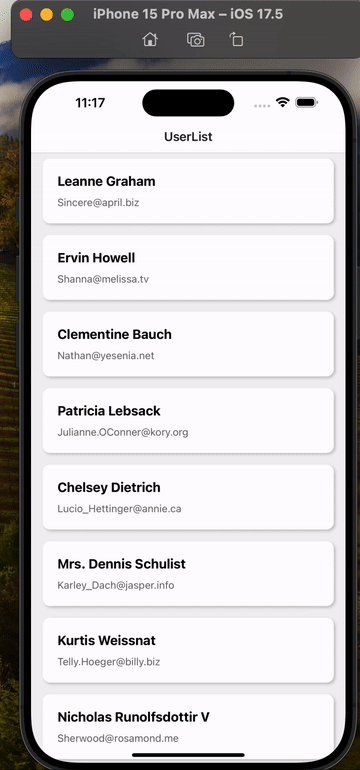 iPhone 15 Pro Max – iOS 17.5
11:17
UserList
Leanne Graham
Sincere@april.biz
Ervin Howell
Shanna@melissa.tv
Clementine Bauch
Nathan@yesenia.net
Patricia Lebsack
Julianne.OConner@kory.org
Chelsey Dietrich
Lucio_Hettinger@annie.ca
Mrs. Dennis Schulist
Karley_Dach@jasper.info
Kurtis Weissnat
Telly.Hoeger@billy.biz
Nicholas Runolfsdottir V
Sherwood@rosamond.me